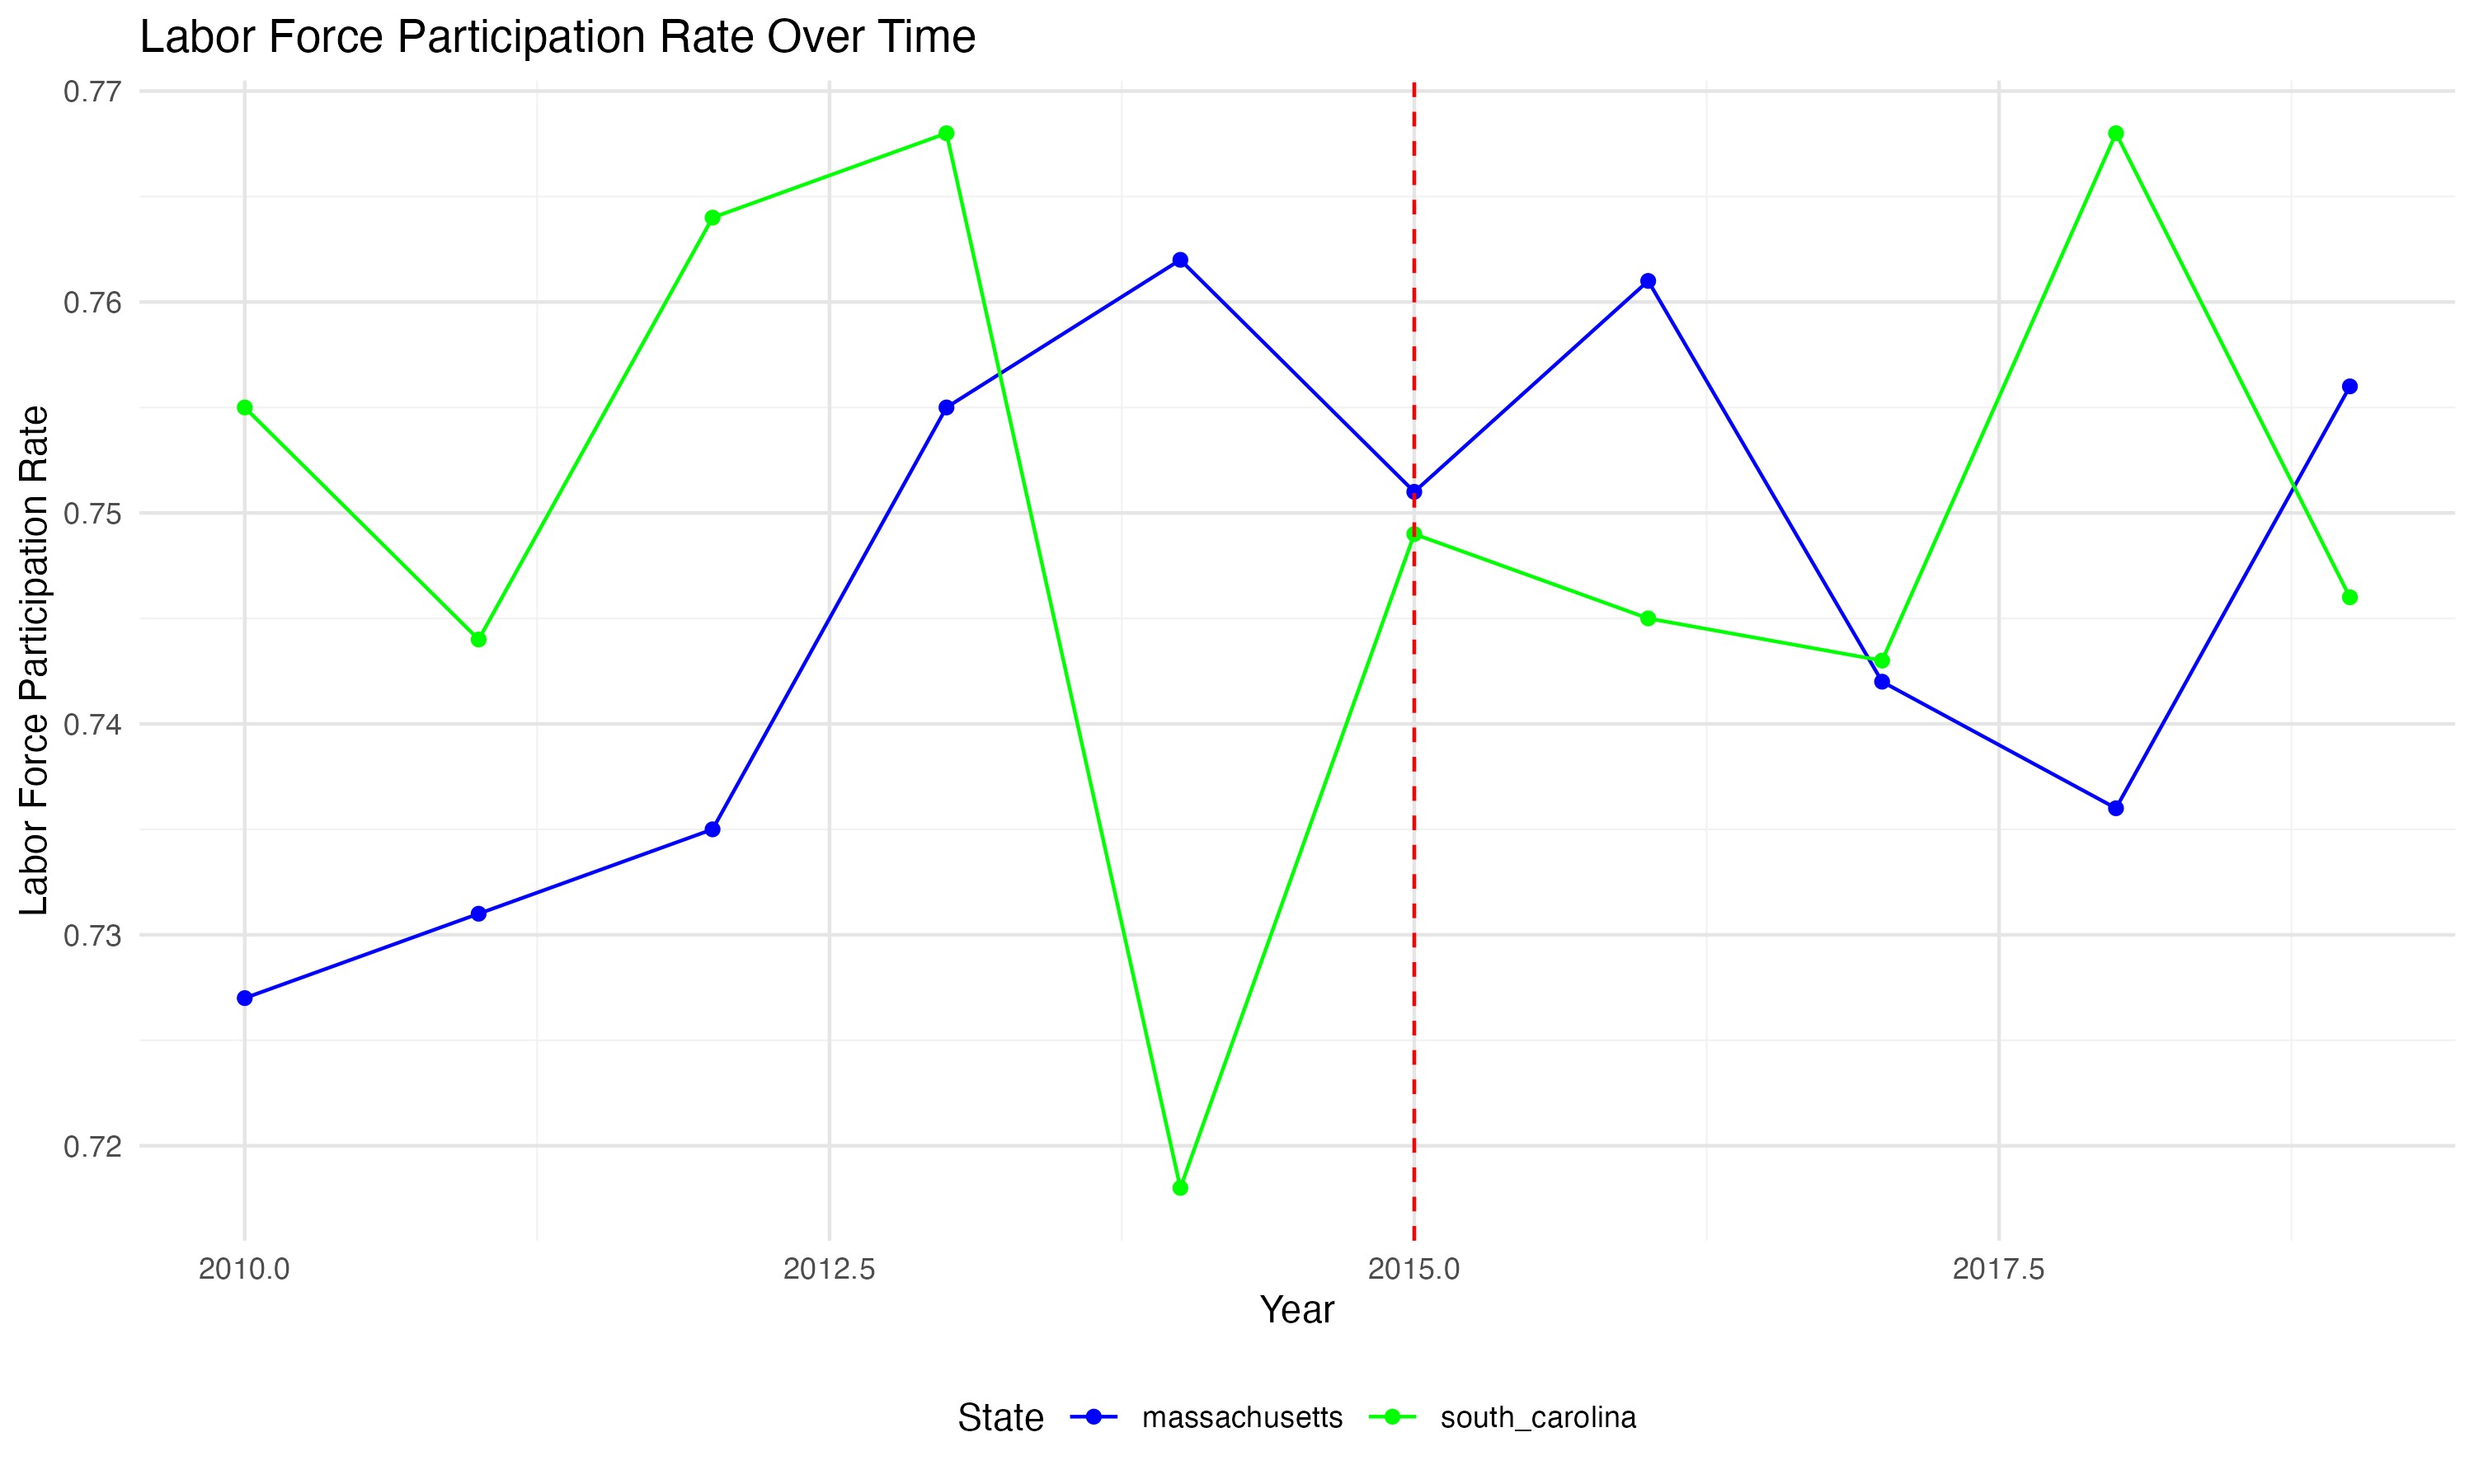 Labor Force Participation Rate Over Time
Labor Force Participation Rate
0.77
0.76
0.75
0.74
0.73
0.72
2010.0 2012.5 2015.0 2017.5
Year
State massachusetts south_carolina